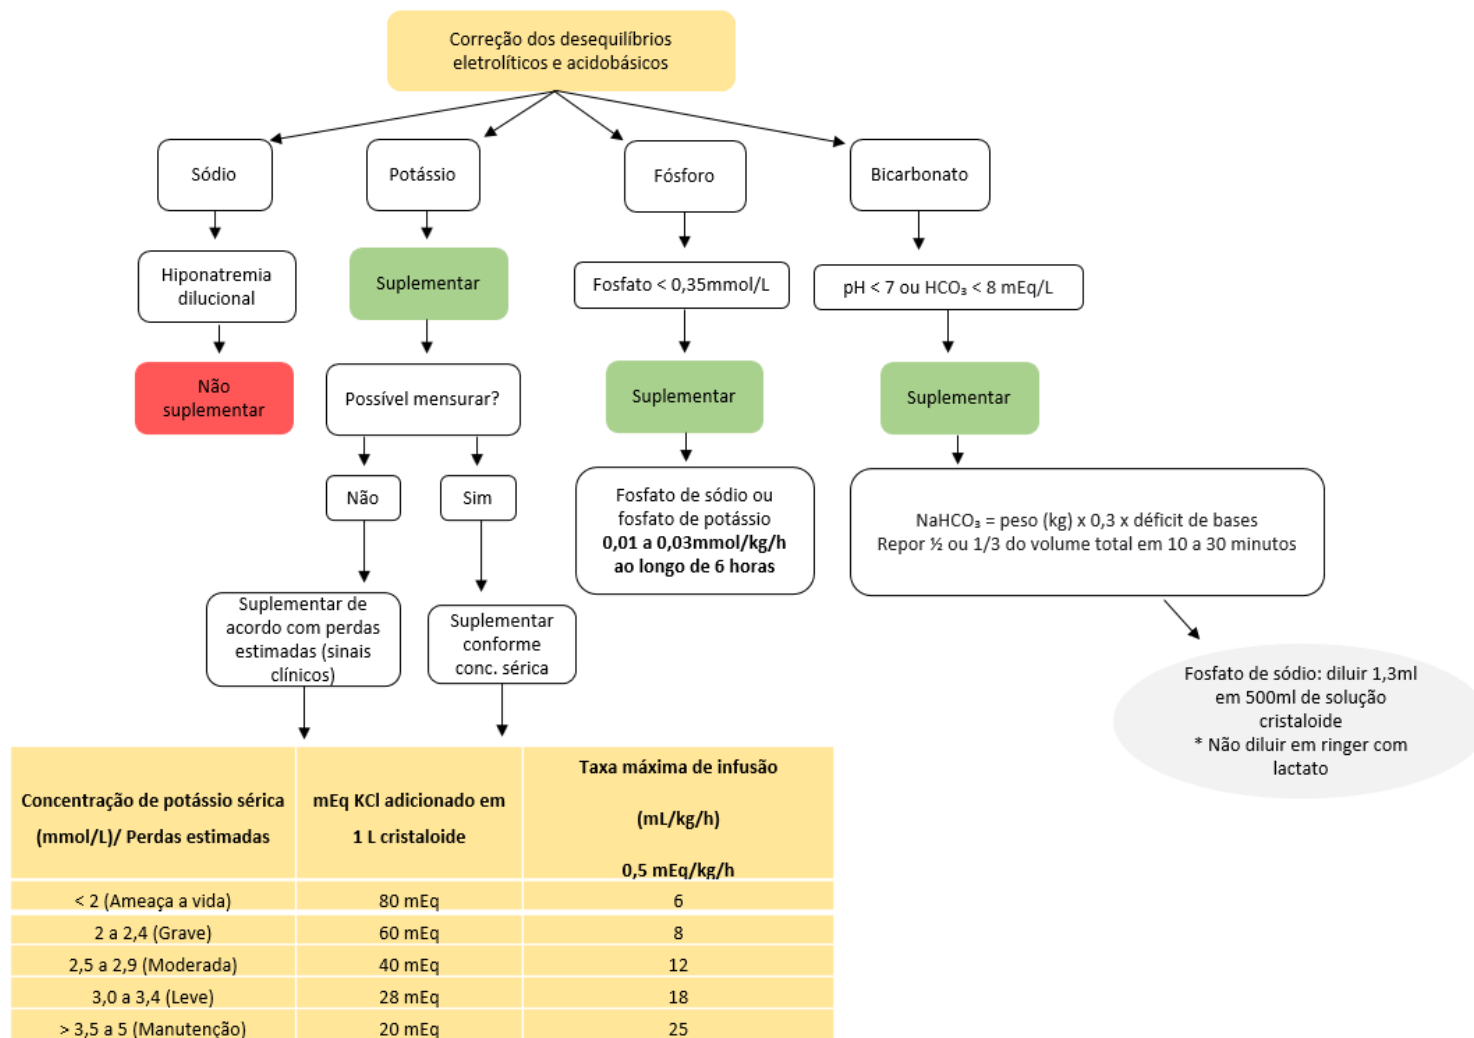 Correção dos desequilíbrios
eletrolíticos e acidobásicos
Sódio
Potássio
Fósforo
Bicarbonato
Hiponatremia
dilucional
Suplementar
Fosfato < 0,35mmol/L
pH < 7 ou HCO₃ < 8 mEq/L
Não
suplementar
Possível mensurar?
Suplementar
Suplementar
Não
Sim
Fosfato de sódio ou
fosfato de potássio
0,01 a 0,03mmol/kg/h
ao longo de 6 horas
NaHCO₃ = peso (kg) x 0,3 x déficit de bases
Repor ½ ou 1/3 do volume total em 10 a 30 minutos
Suplementar de
acordo com perdas
estimadas (sinais
clínicos)
Suplementar
conforme
conc. sérica
Fosfato de sódio: diluir 1,3ml
em 500ml de solução
cristaloide
* Não diluir em ringer com
lactato
Concentração de potássio sérica
(mmol/L)/ Perdas estimadas
mEq KCl adicionado em
1 L cristaloide
Taxa máxima de infusão
(mL/kg/h)
0,5 mEq/kg/h
< 2 (Ameaça a vida) 80 mEq 6
2 a 2,4 (Grave) 60 mEq 8
2,5 a 2,9 (Moderada) 40 mEq 12
3,0 a 3,4 (Leve) 28 mEq 18
> 3,5 a 5 (Manutenção) 20 mEq 25